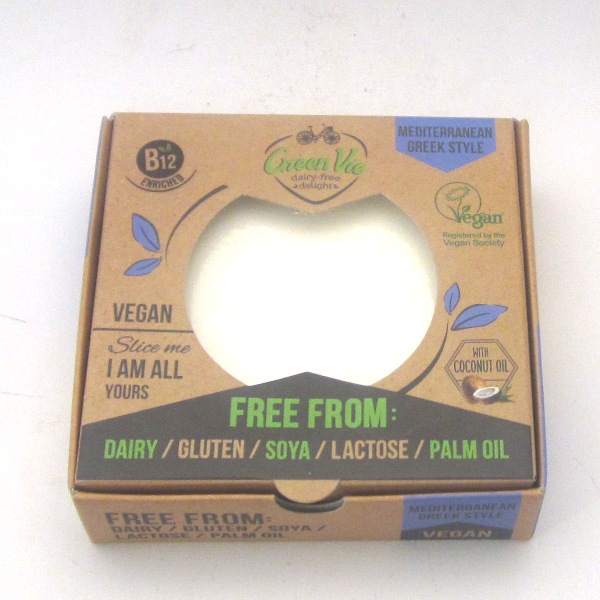 MEDITERRANEAN
GREEK STYLE
B12
ENRICHED
Green Vie
dairy-free
delights
Vegan
Registered by the
Vegan Society
VEGAN
Slice me
I AM ALL
YOURS
WITH
COCONUT OIL
FREE FROM:
DAIRY / GLUTEN / SOYA / LACTOSE / PALM OIL
FREE FROM:
DAIRY / GLUTEN / SOYA /
LACTOSE / PALM OIL
MEDITERRANEAN
GREEK STYLE
VEGAN